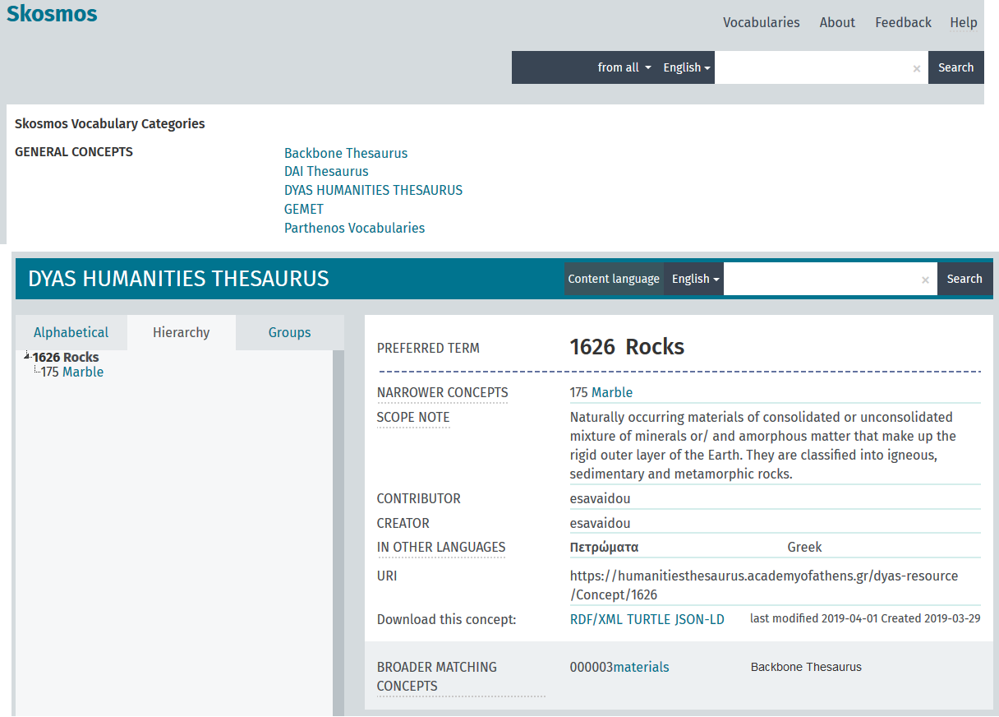 Skosmos
Vocabularies About Feedback Help
from all English × Search
Skosmos Vocabulary Categories
GENERAL CONCEPTS
Backbone Thesaurus
DAI Thesaurus
DYAS HUMANITIES THESAURUS
GEMET
Parthenos Vocabularies
DYAS HUMANITIES THESAURUS Content language English × Search
Alphabetical Hierarchy Groups
1626 Rocks
175 Marble
PREFERRED TERM 1626 Rocks
NARROWER CONCEPTS 175 Marble
SCOPE NOTE Naturally occurring materials of consolidated or unconsolidated
mixture of minerals or/ and amorphous matter that make up the
rigid outer layer of the Earth. They are classified into igneous,
sedimentary and metamorphic rocks.
CONTRIBUTOR esavaidou
CREATOR esavaidou
IN OTHER LANGUAGES Πετρώματα Greek
URI https://humanitiesthesaurus.academyofathens.gr/dyas-resource
/Concept/1626
Download this concept: RDF/XML TURTLE JSON-LD last modified 2019-04-01 Created 2019-03-29
BROADER MATCHING 000003materials Backbone Thesaurus
CONCEPTS